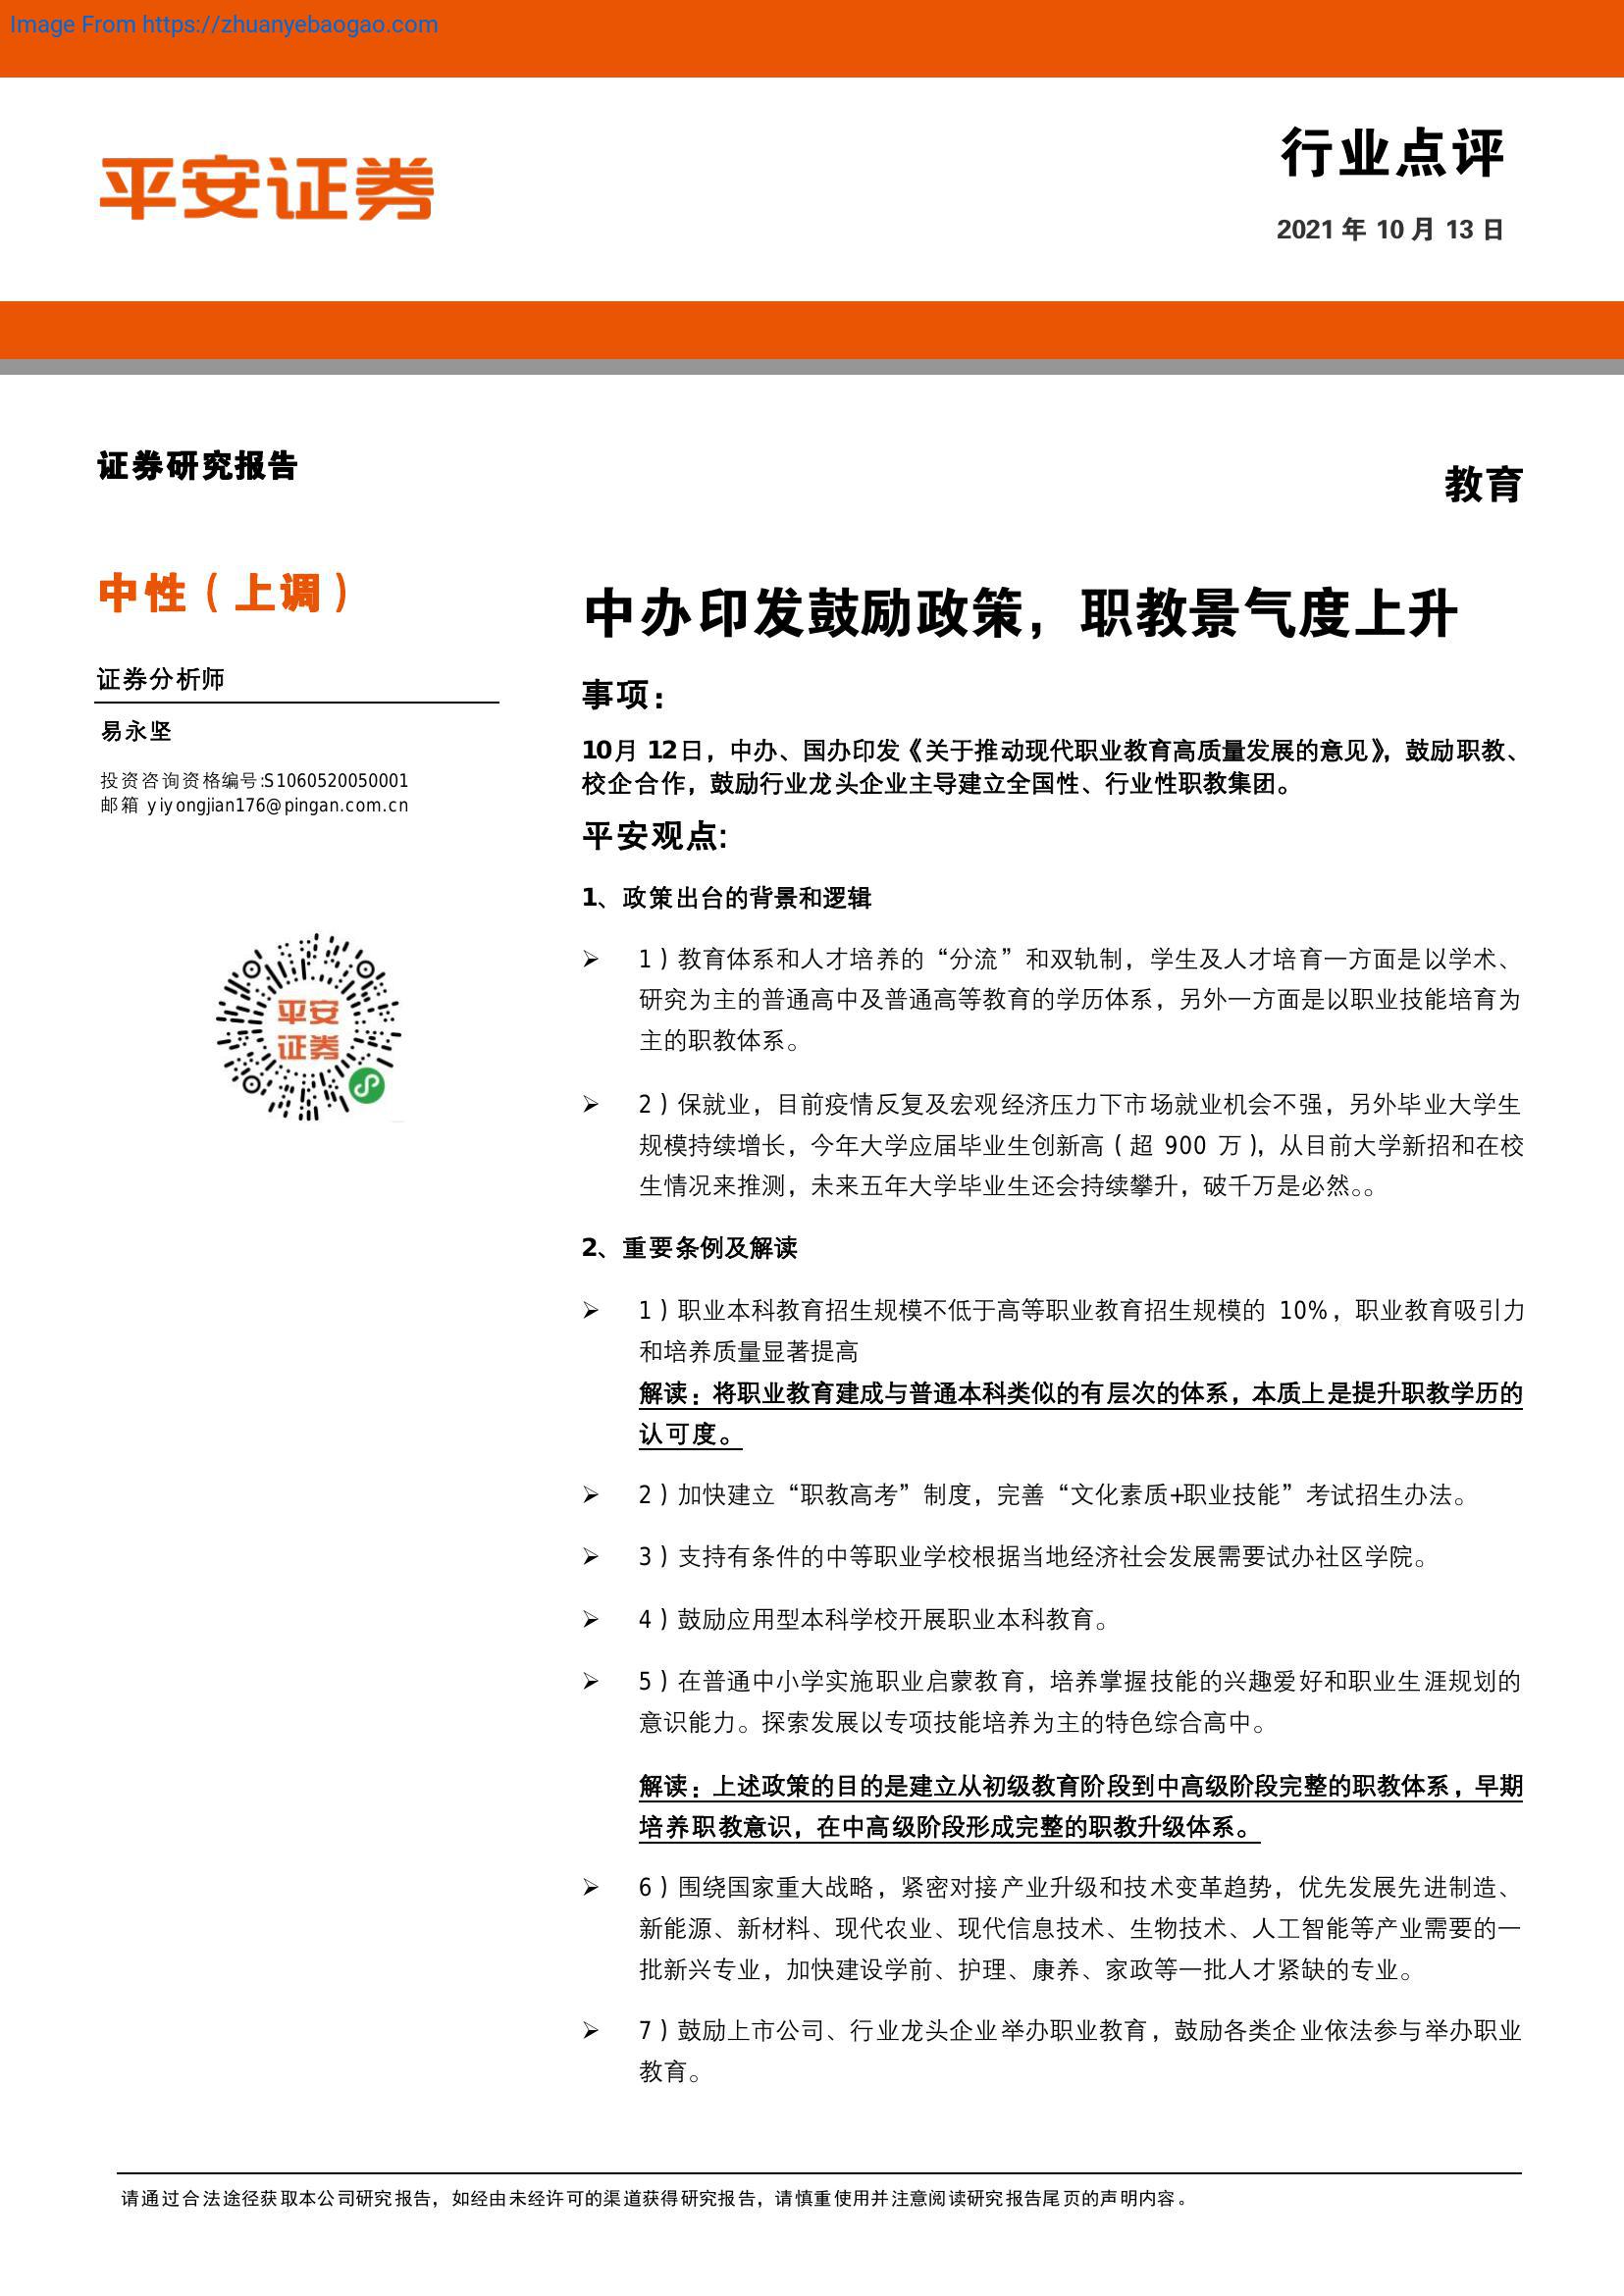 Image From https://zhuanyebaogao.com
平安证券
行业点评
2021 年 10 月 13 日
证券研究报告
教育
中性（上调）
证券分析师
易永坚
投资咨询资格编号:S1060520050001
邮箱 yiyongjian176@pingan.com.cn
平安
证券
中办印发鼓励政策，职教景气度上升
事项：
10月 12日，中办、国办印发《关于推动现代职业教育高质量发展的意见》，鼓励职教、
校企合作，鼓励行业龙头企业主导建立全国性、行业性职教集团。
平安观点:
1、政策出台的背景和逻辑
➢ 1）教育体系和人才培养的“分流”和双轨制，学生及人才培育一方面是以学术、
研究为主的普通高中及普通高等教育的学历体系，另外一方面是以职业技能培育为
主的职教体系。
➢ 2）保就业，目前疫情反复及宏观经济压力下市场就业机会不强，另外毕业大学生
规模持续增长，今年大学应届毕业生创新高（超 900 万），从目前大学新招和在校
生情况来推测，未来五年大学毕业生还会持续攀升，破千万是必然。。
2、重要条例及解读
➢ 1）职业本科教育招生规模不低于高等职业教育招生规模的 10%，职业教育吸引力
和培养质量显著提高
解读：将职业教育建成与普通本科类似的有层次的体系，本质上是提升职教学历的
认可度。
➢ 2）加快建立“职教高考”制度，完善“文化素质+职业技能”考试招生办法。
➢ 3）支持有条件的中等职业学校根据当地经济社会发展需要试办社区学院。
➢ 4）鼓励应用型本科学校开展职业本科教育。
➢ 5）在普通中小学实施职业启蒙教育，培养掌握技能的兴趣爱好和职业生涯规划的
意识能力。探索发展以专项技能培养为主的特色综合高中。
解读：上述政策的目的是建立从初级教育阶段到中高级阶段完整的职教体系，早期
培养职教意识，在中高级阶段形成完整的职教升级体系。
➢ 6）围绕国家重大战略，紧密对接产业升级和技术变革趋势，优先发展先进制造、
新能源、新材料、现代农业、现代信息技术、生物技术、人工智能等产业需要的一
批新兴专业，加快建设学前、护理、康养、家政等一批人才紧缺的专业。
➢ 7）鼓励上市公司、行业龙头企业举办职业教育，鼓励各类企业依法参与举办职业
教育。
请通过合法途径获取本公司研究报告，如经由未经许可的渠道获得研究报告，请慎重使用并注意阅读研究报告尾页的声明内容。